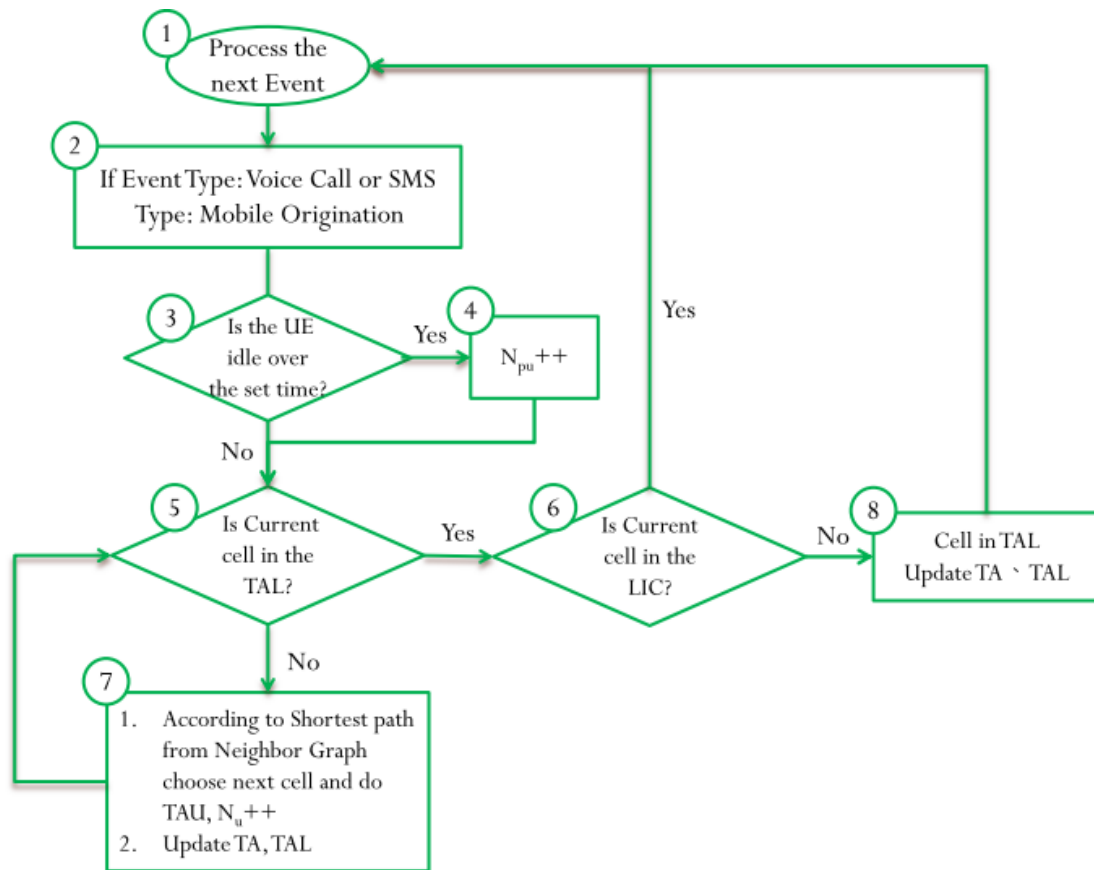 1
Process the
next Event
2
If Event Type: Voice Call or SMS
Type: Mobile Origination
3
Is the UE
idle over
the set time?
Yes
4
Npu++
No
Yes
5
Is Current
cell in the
TAL?
Yes
6
Is Current
cell in the
LIC?
No
8
Cell in TAL
Update TA、TAL
No
7
1. According to Shortest path
from Neighbor Graph
choose next cell and do
TAU, Nu++
2. Update TA, TAL